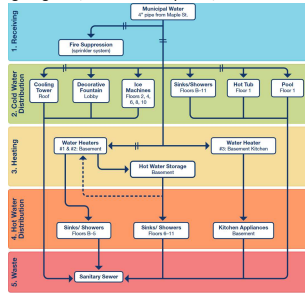 Municipal Water
4" pipe from Maple St.
1. Receiving
Fire Suppression
(sprinkler system)
2. Cold Water
Distribution
Cooling
Tower
Roof
Decorative
Fountain
Lobby
Ice
Machines
Floors 2, 4,
6, 8, 10
Sinks/Showers
Floors B–11
Hot Tub
Floor 1
Pool
Floor 1
3. Heating
Water Heaters
#1 & #2: Basement
Water Heater
#3: Basement Kitchen
Hot Water Storage
Basement
4. Hot Water
Distribution
Sinks/ Showers
Floors B–5
Sinks/ Showers
Floors 6–11
Kitchen Appliances
Basement
5. Waste
Sanitary Sewer